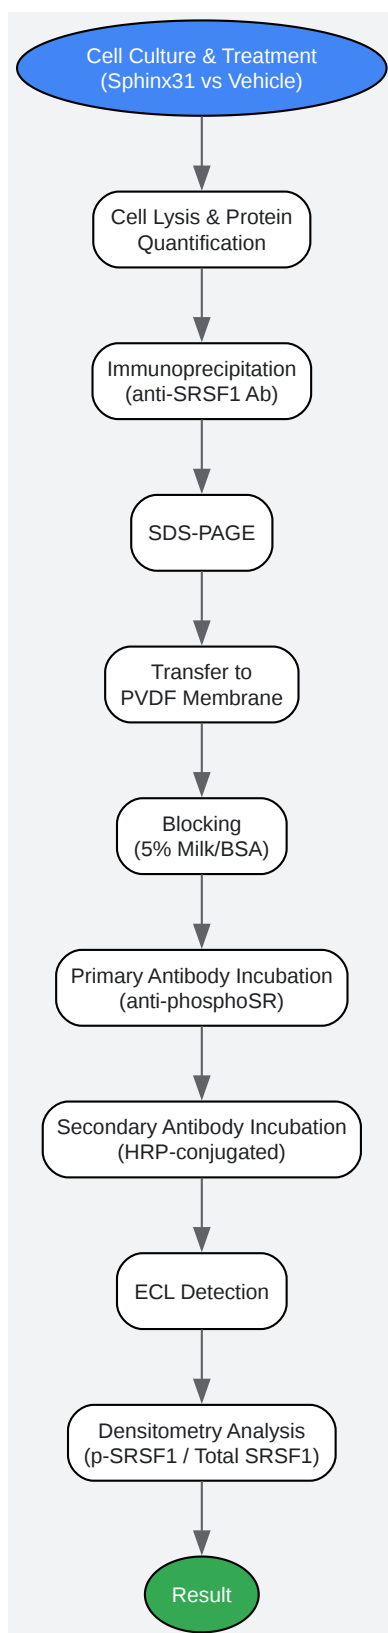 Cell Culture & Treatment
(Sphinx31 vs Vehicle)
Cell Lysis & Protein
Quantification
Immunoprecipitation
(anti-SRSF1 Ab)
SDS-PAGE
Transfer to
PVDF Membrane
Blocking
(5% Milk/BSA)
Primary Antibody Incubation
(anti-phosphoSR)
Secondary Antibody Incubation
(HRP-conjugated)
ECL Detection
Densitometry Analysis
(p-SRSF1 / Total SRSF1)
Result